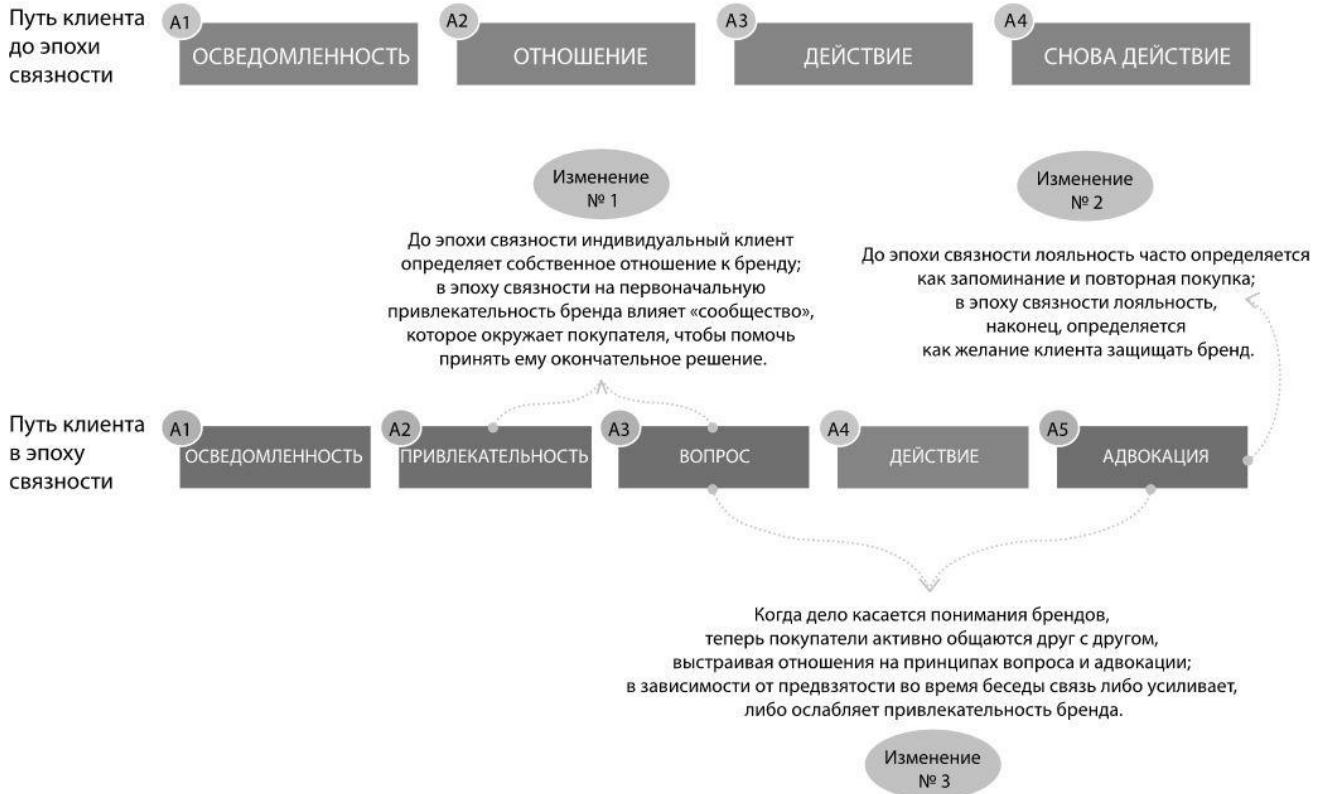 Путь клиента
до эпохи
связности
A1
ОСВЕДОМЛЕННОСТЬ
A2
ОТНОШЕНИЕ
A3
ДЕЙСТВИЕ
A4
СНОВА ДЕЙСТВИЕ
Изменение
№ 1
До эпохи связности индивидуальный клиент
определяет собственное отношение к бренду;
в эпоху связности на первоначальную
привлекательность бренда влияет «сообщество»,
которое окружает покупателя, чтобы помочь
принять ему окончательное решение.
Изменение
№ 2
До эпохи связности лояльность часто определяется
как запоминание и повторная покупка;
в эпоху связности лояльность,
наконец, определяется
как желание клиента защищать бренд.
Путь клиента
в эпоху
связности
A1
ОСВЕДОМЛЕННОСТЬ
A2
ПРИВЛЕКАТЕЛЬНОСТЬ
A3
ВОПРОС
A4
ДЕЙСТВИЕ
A5
АДВОКАЦИЯ
Когда дело касается понимания брендов,
теперь покупатели активно общаются друг с другом,
выстраивая отношения на принципах вопроса и адвокации;
в зависимости от предвзятости во время беседы связь либо усиливает,
либо ослабляет привлекательность бренда.
Изменение
№ 3